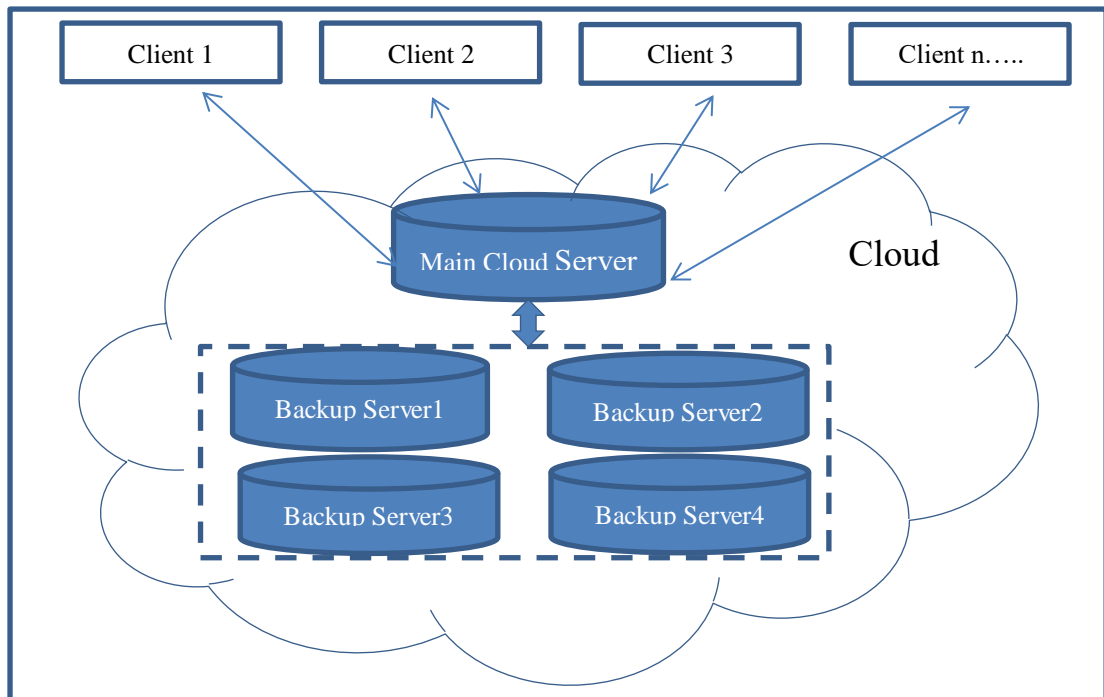 Client 1
Client 2
Client 3
Client n…..
Cloud
Main Cloud Server
Backup Server1
Backup Server2
Backup Server3
Backup Server4